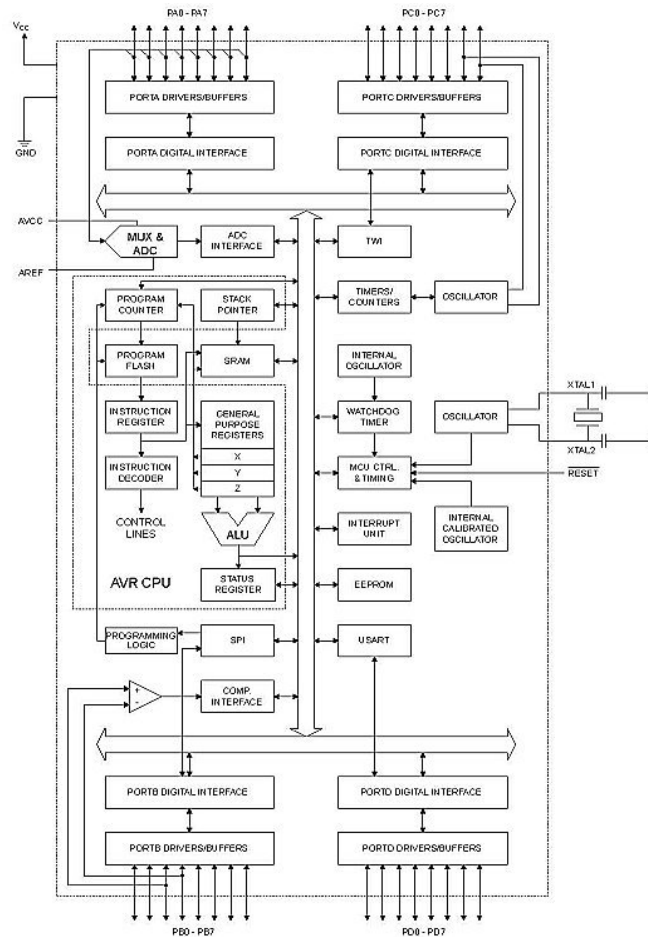 PA0 - PA7
PC0 - PC7
VCC
PORTA DRIVERS/BUFFERS
PORTC DRIVERS/BUFFERS
GND
PORTA DIGITAL INTERFACE
PORTC DIGITAL INTERFACE
AVCC
MUX &
ADC
ADC
INTERFACE
TWI
AREF
PROGRAM
COUNTER
STACK
POINTER
TIMERS/
COUNTERS
OSCILLATOR
PROGRAM
FLASH
SRAM
INTERNAL
OSCILLATOR
XTAL1
INSTRUCTION
REGISTER
GENERAL
PURPOSE
REGISTERS
WATCHDOG
TIMER
OSCILLATOR
XTAL2
X
INSTRUCTION
DECODER
Y
MCU CTRL.
& TIMING
RESET
Z
CONTROL
LINES
ALU
INTERRUPT
UNIT
INTERNAL
CALIBRATED
OSCILLATOR
AVR CPU
STATUS
REGISTER
EEPROM
PROGRAMMING
LOGIC
SPI
USART
+
-
COMP.
INTERFACE
PORTB DIGITAL INTERFACE
PORTD DIGITAL INTERFACE
PORTB DRIVERS/BUFFERS
PORTD DRIVERS/BUFFERS
PB0 - PB7
PD0 - PD7